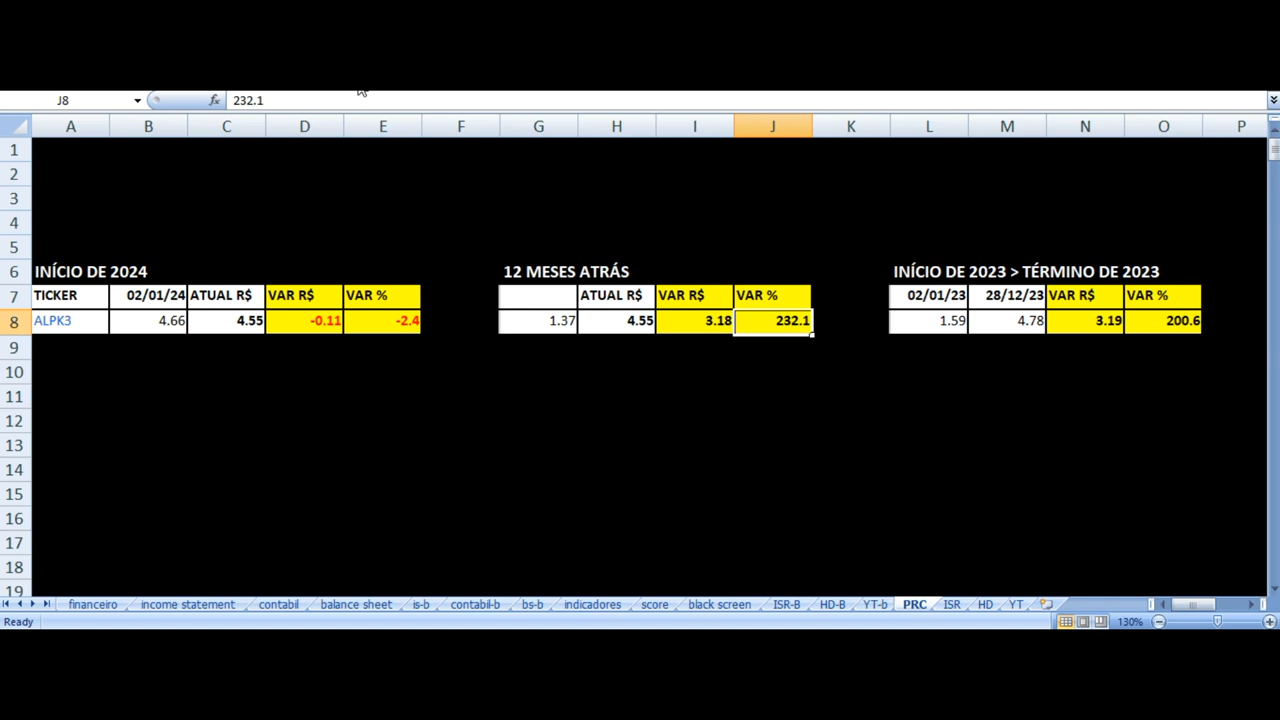 J8 fx 232.1
A B C D E F G H I J K L M N O P
1
2
3
4
5
6 INÍCIO DE 2024 12 MESES ATRÁS INÍCIO DE 2023 > TÉRMINO DE 2023
7 TICKER 02/01/24 ATUAL R$ VAR R$ VAR % ATUAL R$ VAR R$ VAR % 02/01/23 28/12/23 VAR R$ VAR %
8 ALPK3 4.66 4.55 -0.11 -2.4 1.37 4.55 3.18 232.1 1.59 4.78 3.19 200.6
9
10
11
12
13
14
15
16
17
18
19
financeiro income statement contabil balance sheet is-b contabil-b bs-b indicadores score black screen ISR-B HD-B YT-b PRC ISR HD YT
Ready 130%